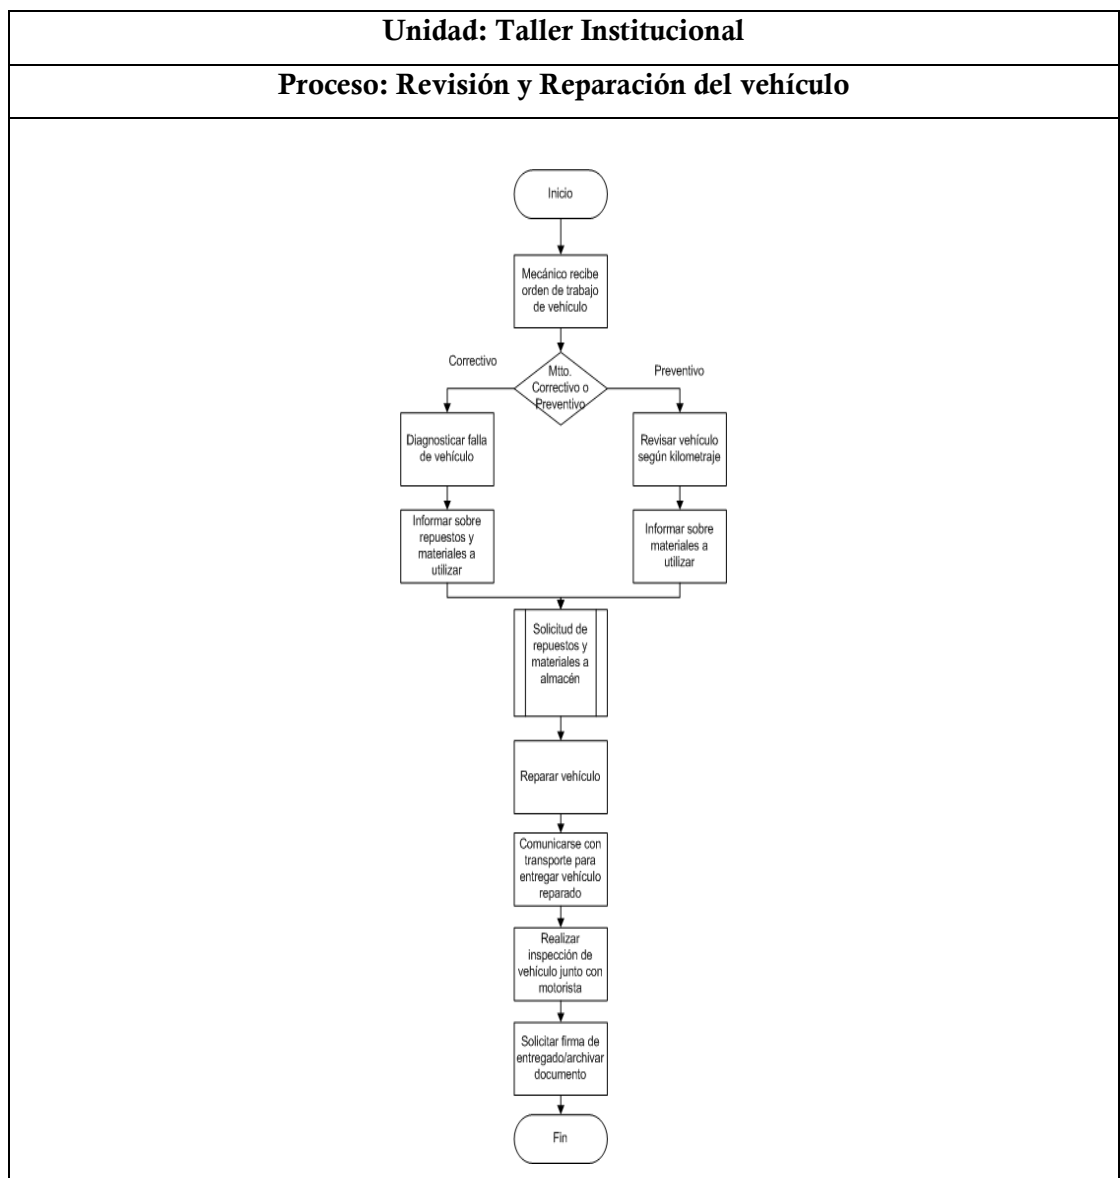 Unidad: Taller Institucional
Proceso: Revisión y Reparación del vehículo
Inicio
Mecánico recibe
orden de trabajo
de vehículo
Correctivo
Mtto.
Correctivo o
Preventivo
Preventivo
Diagnosticar falla
de vehículo
Revisar vehículo
según kilometraje
Informar sobre
repuestos y
materiales a
utilizar
Informar sobre
materiales a
utilizar
Solicitud de
repuestos y
materiales a
almacén
Reparar vehículo
Comunicarse con
transporte para
entregar vehículo
reparado
Realizar
inspección de
vehículo junto con
motorista
Solicitar firma de
entregado/archivar
documento
Fin